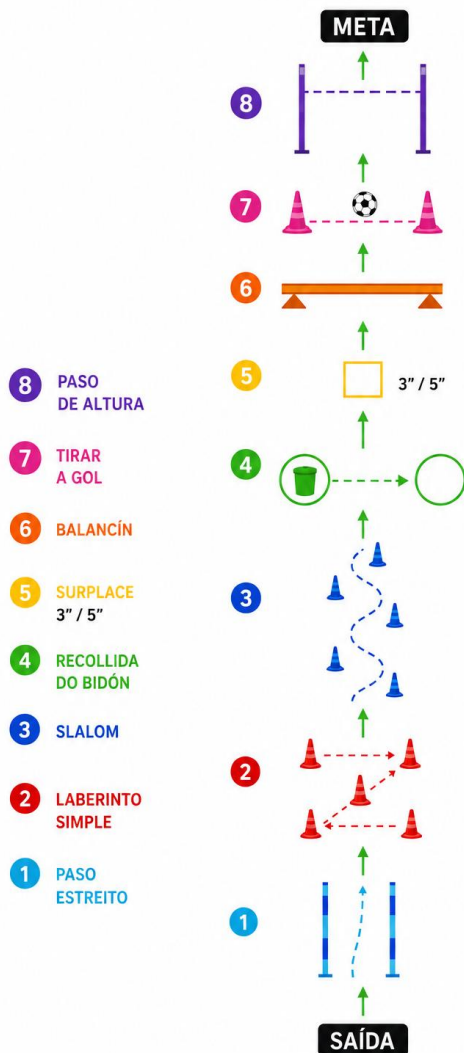 META
8
7
6
5
3" / 5"
4
3
2
1
SAÍDA
8 PASO
DE ALTURA
7 TIRAR
A GOL
6 BALANCÍN
5 SURPLACE
3" / 5"
4 RECOLLIDA
DO BIDÓN
3 SLALOM
2 LABERINTO
SIMPLE
1 PASO
ESTREITO